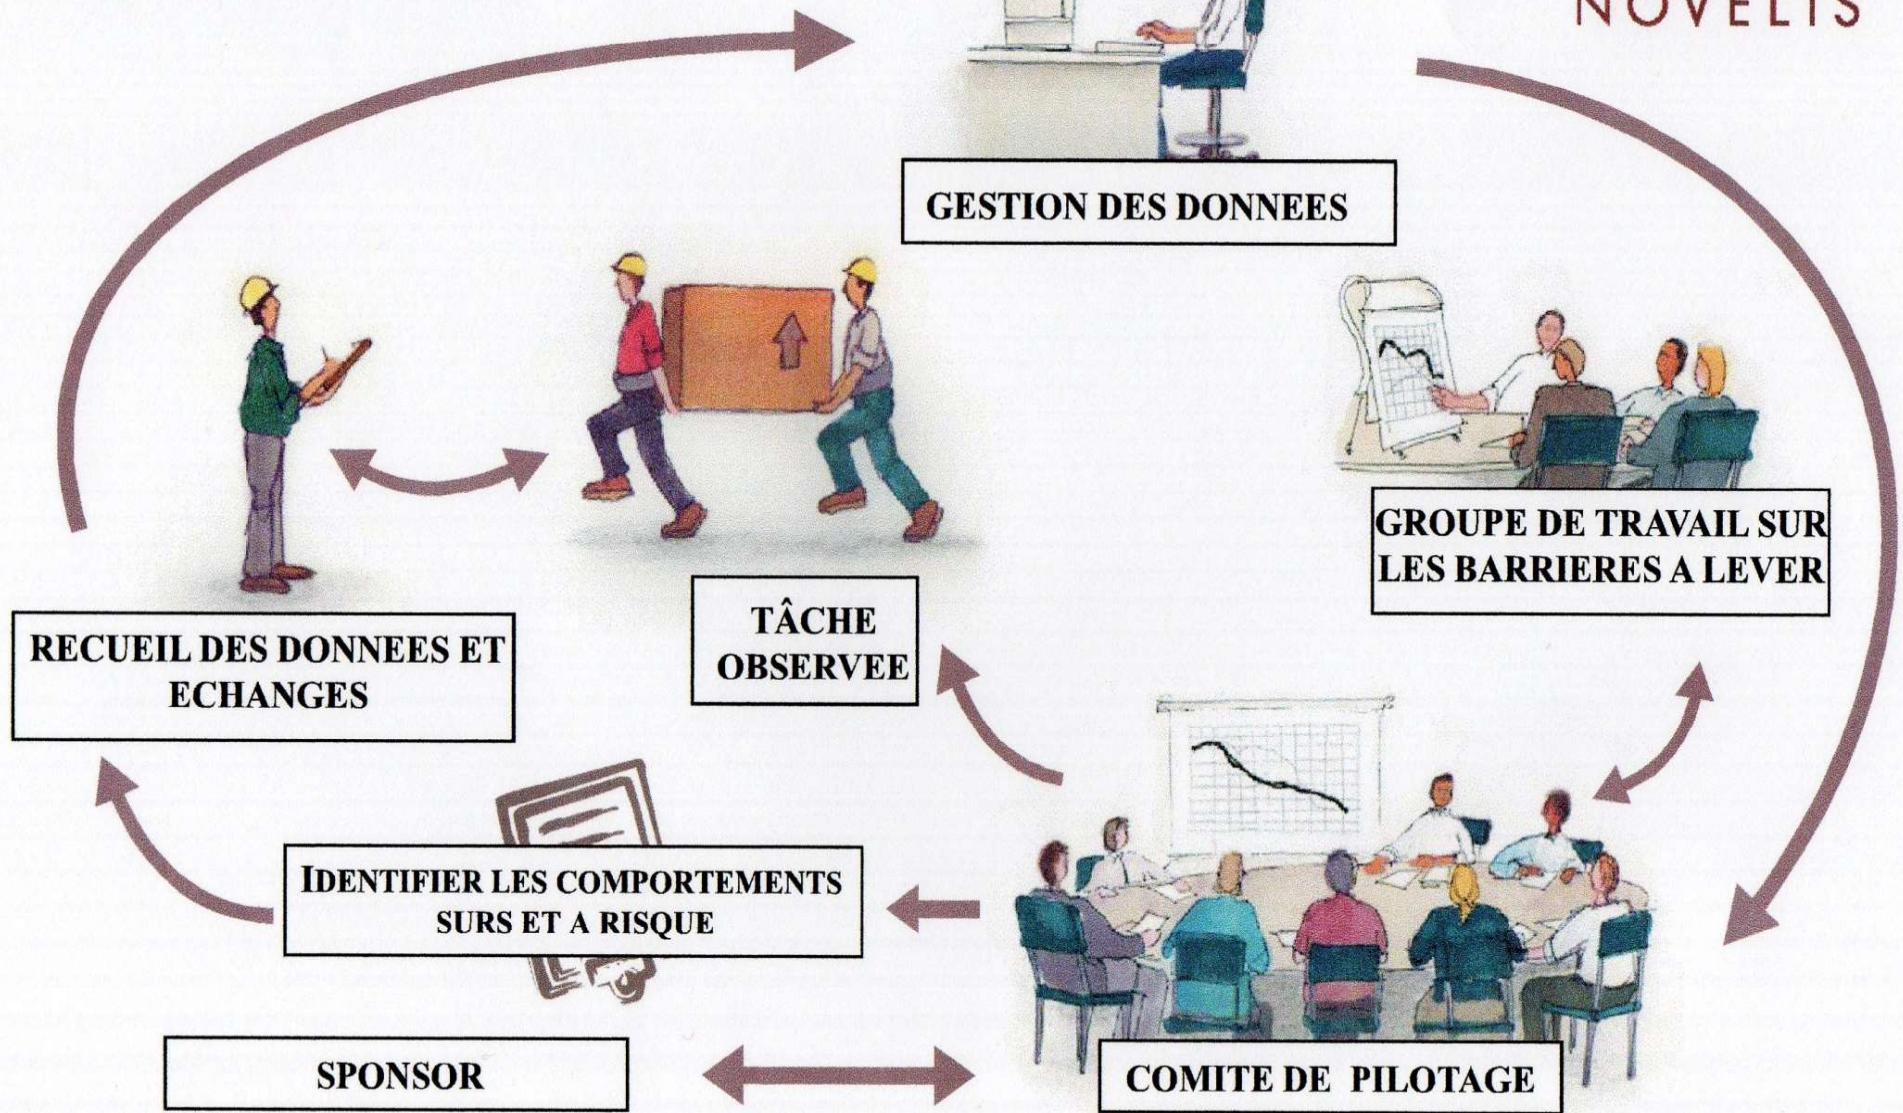 NOVELIS
GESTION DES DONNEES
GROUPE DE TRAVAIL SUR
LES BARRIERES A LEVER
TÂCHE
OBSERVEE
RECUEIL DES DONNEES ET
ECHANGES
IDENTIFIER LES COMPORTEMENTS
SURS ET A RISQUE
SPONSOR
COMITE DE PILOTAGE